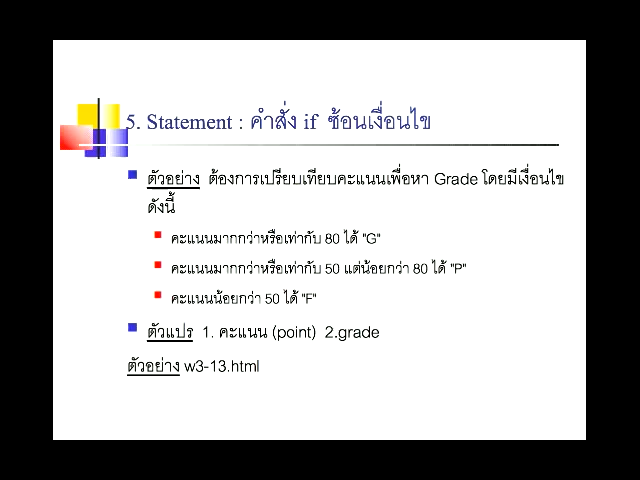 5. Statement : คำสั่ง if ซ้อนเงื่อนไข
ตัวอย่าง ต้องการเปรียบเทียบคะแนนเพื่อหา Grade โดยมีเงื่อนไข
ดังนี้
คะแนนมากกว่าหรือเท่ากับ 80 ได้ "G"
คะแนนมากกว่าหรือเท่ากับ 50 แต่น้อยกว่า 80 ได้ "P"
คะแนนน้อยกว่า 50 ได้ "F"
ตัวแปร 1. คะแนน (point) 2.grade
ตัวอย่าง w3-13.html